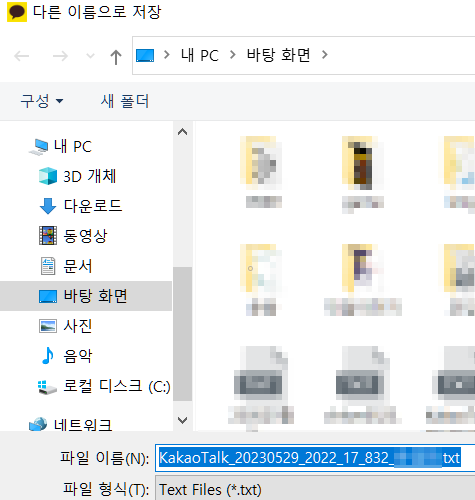 다른 이름으로 저장
내 PC > 바탕 화면 >
구성 새 폴더
내 PC
3D 개체
다운로드
동영상
문서
바탕 화면
사진
음악
로컬 디스크 (C:)
네트워크
파일 이름(N): KakaoTalk_20230529_2022_17_832_ txt
파일 형식(T): Text Files (*.txt)